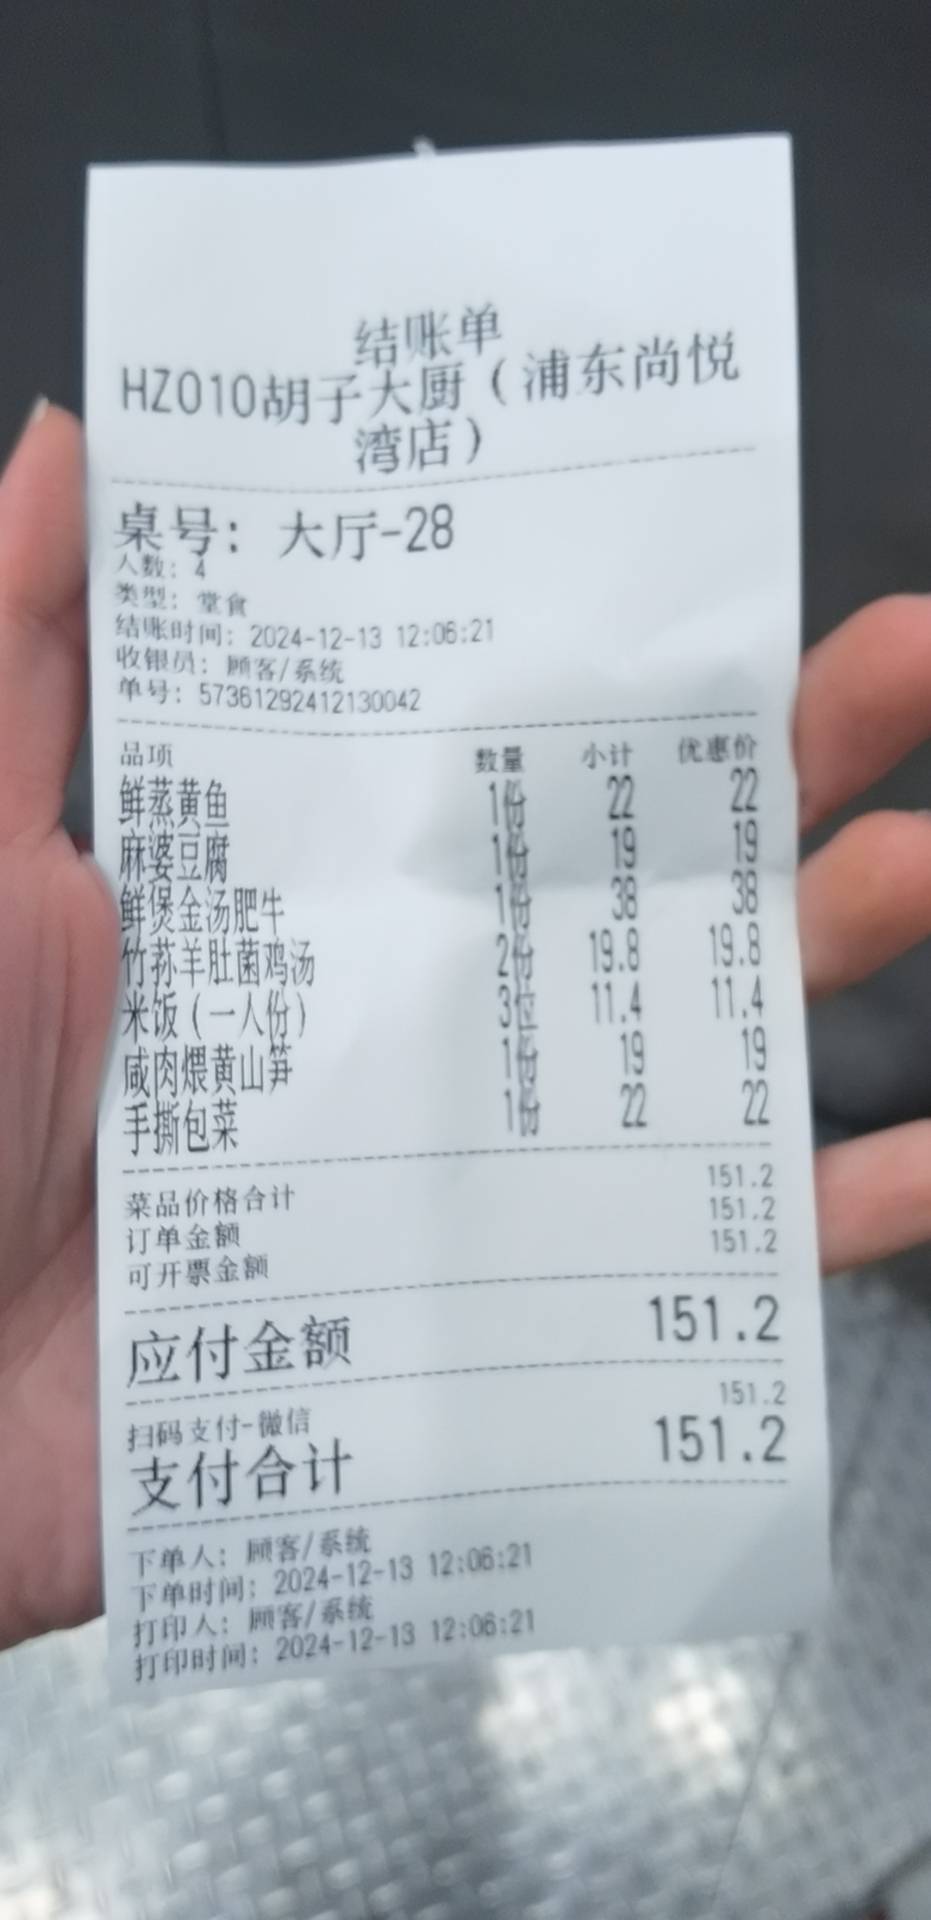 结账单
HZ010胡子大厨（浦东尚悦
湾店）
桌号：大厅-28
人数：4
类型：堂食
结账时间：2024-12-13 12:06:21
收银员：顾客/系统
单号：573612924121300​42
品项 数量 小计 优惠价
鲜蒸黄鱼 1份 22 22
麻婆豆腐 1份 19 19
鲜煲金汤肥牛 1份 38 38
竹荪羊肚菌鸡汤 2份 19.8 19.8
米饭（一人份） 3位 11.4 11.4
咸肉煨黄山笋 1份 19 19
手撕包菜 1份 22 22
菜品价格合计 151.2
订单金额 151.2
可开票金额 151.2
应付金额 151.2
扫码支付-微信 151.2
支付合计 151.2
下单人：顾客/系统
下单时间：2024-12-13 12:06:21
打印人：顾客/系统
打印时间：2024-12-13 12:06:21